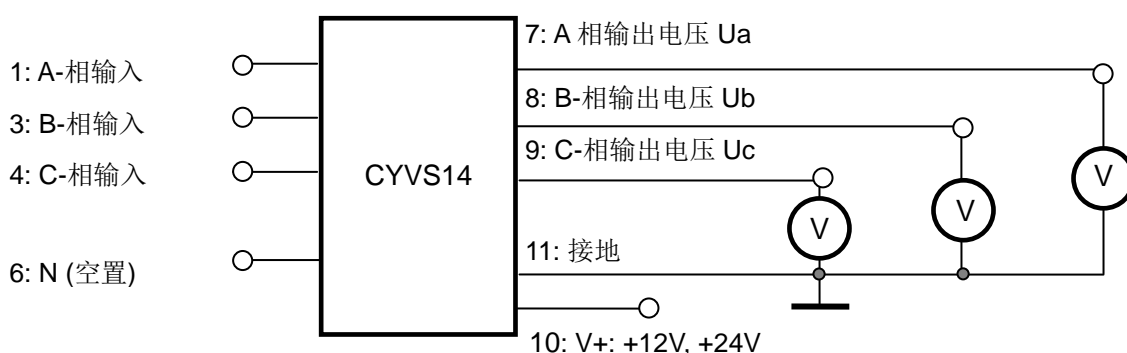 1: A-相输入
3: B-相输入
4: C-相输入
6: N (空置)
CYVS14
7: A 相输出电压 Ua
8: B-相输出电压 Ub
9: C-相输出电压 Uc
11: 接地
10: V+: +12V, +24V
V
V
V